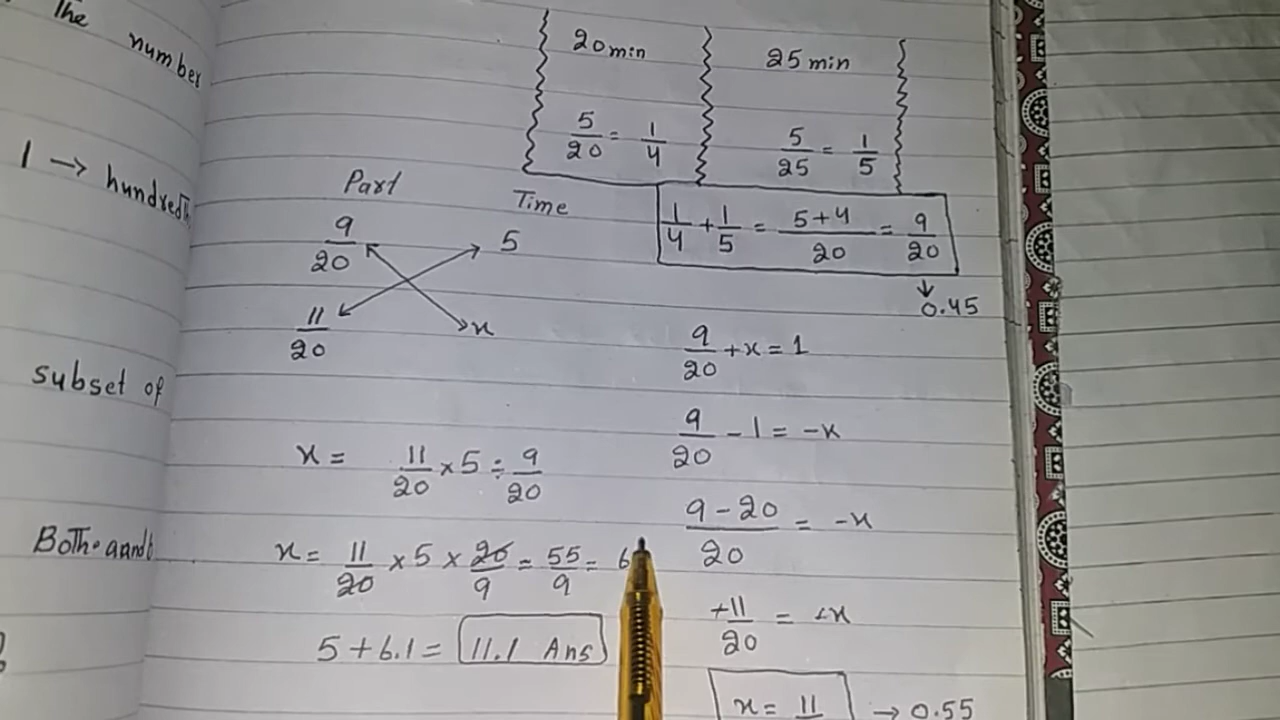 The number
1 → hundredth
subset of
Both a and b
20min
25 min
5/20 = 1/4
5/25 = 1/5
1/4 + 1/5 = 5+4/20 = 9/20
↓
0.45
Part
Time
9/20
5
11/20
x
9/20 + x = 1
9/20 - 1 = -x
9 - 20/20 = -x
+11/20 = +x
x = 11
→ 0.55
x = 11/20 × 5 ÷ 9/20
x = 11/20 × 5 × 20/9 = 55/9 = 6
5 + 6.1 = 11.1 Ans